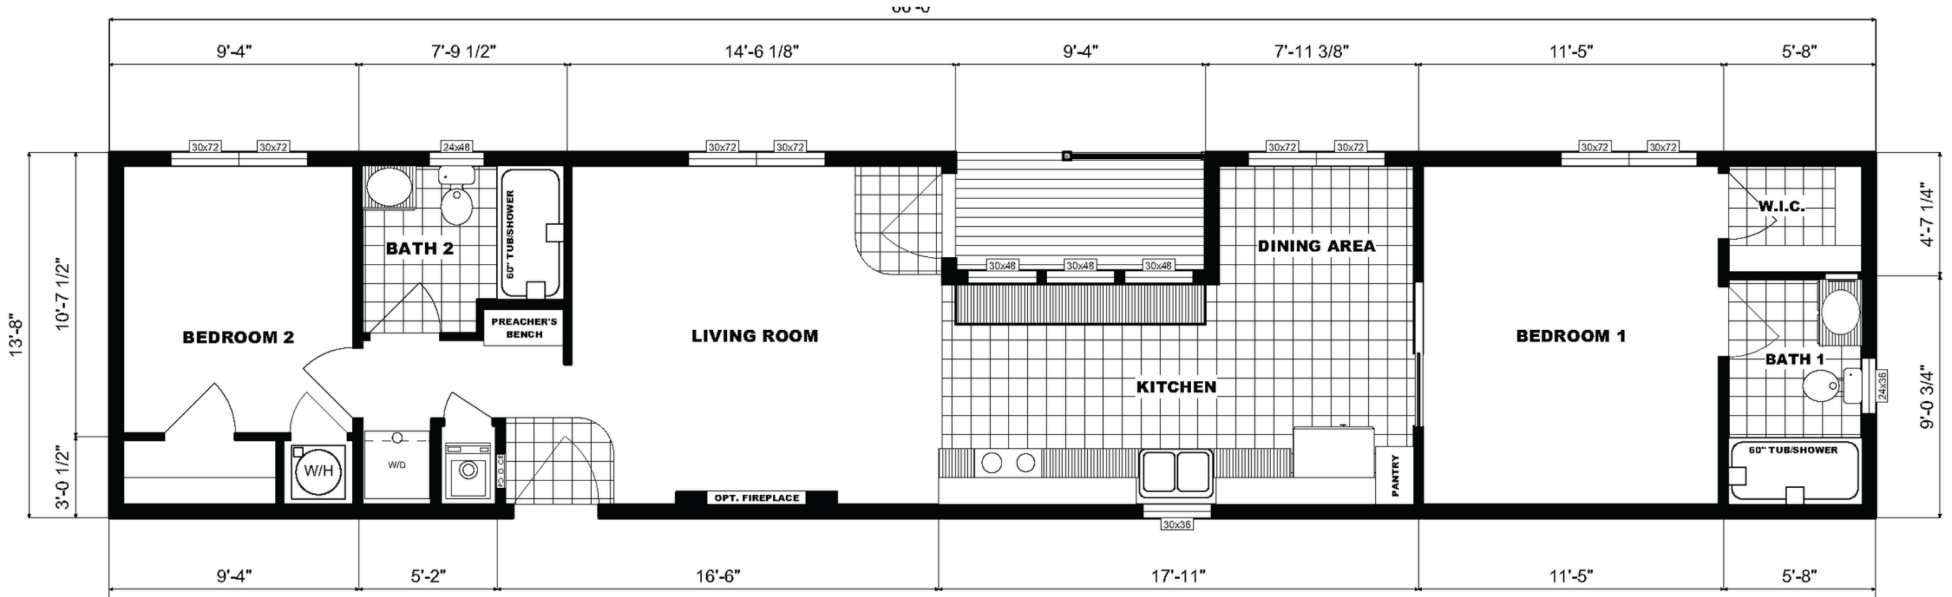 9'-4" 7'-9 1/2" 14'-6 1/8" 9'-4" 7'-11 3/8" 11'-5" 5'-8"
30x72 30x72 24x48 30x72 30x72 30x72 30x72 30x72 30x72
60" TUB/SHOWER
W.I.C.
4'-7 1/4"
BATH 2
DINING AREA
30x48 30x48 30x48
10'-7 1/2"
13'-8"
PREACHER'S
BENCH
BEDROOM 2
LIVING ROOM
BEDROOM 1
BATH 1
KITCHEN
24x36
9'-0 3/4"
60" TUB/SHOWER
W/H
W/D
PANTRY
3'-0 1/2"
OPT. FIREPLACE
30x36
9'-4" 5'-2" 16'-6" 17'-11" 11'-5" 5'-8"